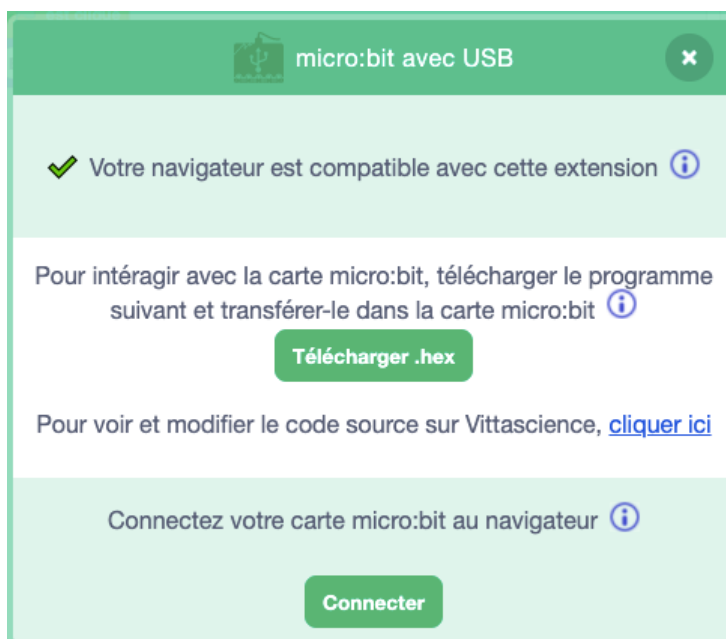 micro:bit avec USB
Votre navigateur est compatible avec cette extension
Pour intéragir avec la carte micro:bit, télécharger le programme
suivant et transférer-le dans la carte micro:bit
Télécharger .hex
Pour voir et modifier le code source sur Vittascience, cliquer ici
Connectez votre carte micro:bit au navigateur
Connecter